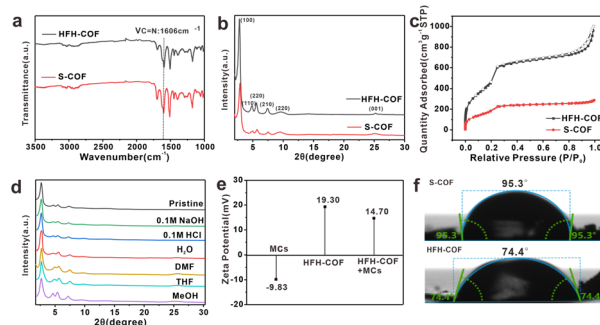 a
VC=N:1606cm⁻¹
HFH-COF
S-COF
Transmittance(a.u.)
3500 3000 2500 2000 1500 1000
Wavenumber(cm⁻¹)
b
(100)
(110)
(220)
(210)
(220)
(001)
HFH-COF
S-COF
Intensity(a.u.)
0 5 10 15 20 25 30
2θ(degree)
c
Quantity Adsorbed(cm³g⁻¹STP)
1000
800
600
400
200
0
HFH-COF
S-COF
0.0 0.2 0.4 0.6 0.8 1.0
Relative Pressure (P/P₀)
d
Pristine
0.1M NaOH
0.1M HCl
H₂O
DMF
THF
MeOH
Intensity(a.u.)
0 5 10 15 20 25 30
2θ(degree)
e
Zeta Potential(mV)
30
20
10
0
-10
-20
19.30
14.70
MCs
HFH-COF
HFH-COF
+MCs
-9.83
f
S-COF
95.3°
95.3° 95.3°
HFH-COF
74.4°
74.4° 74.4°